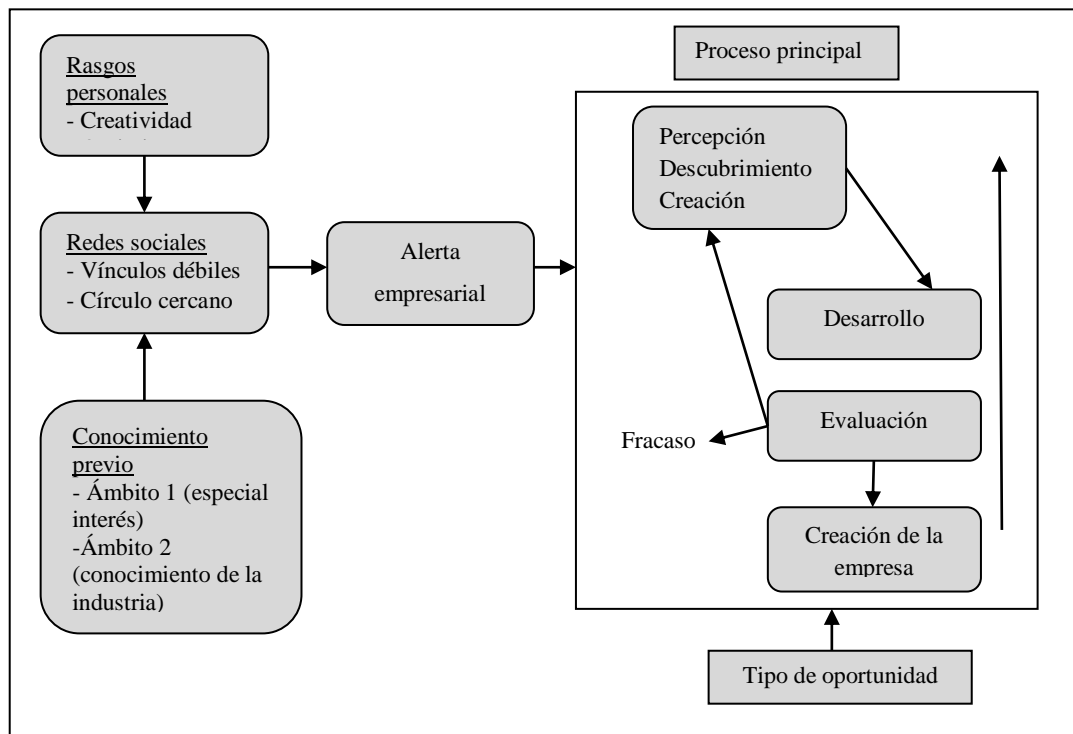 Rasgos
personales
- Creatividad
Redes sociales
- Vínculos débiles
- Círculo cercano
Conocimiento
previo
- Ámbito 1 (especial
interés)
-Ámbito 2
(conocimiento de la
industria)
Alerta
empresarial
Proceso principal
Percepción
Descubrimiento
Creación
Desarrollo
Evaluación
Fracaso
Creación de la
empresa
Tipo de oportunidad